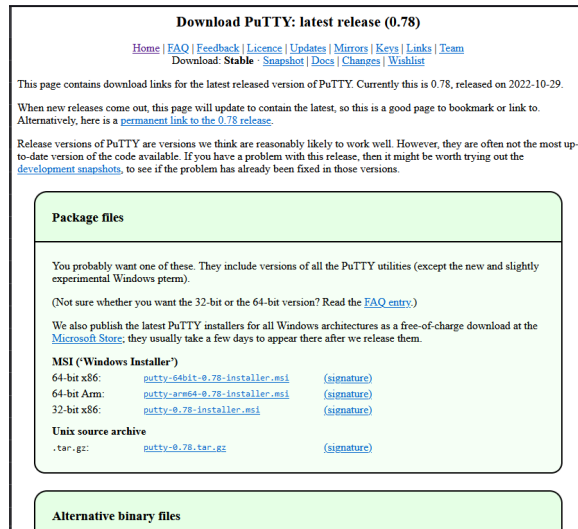 Download PuTTY: latest release (0.78)
Home | FAQ | Feedback | Licence | Updates | Mirrors | Keys | Links | Team
Download: Stable · Snapshot | Docs | Changes | Wishlist
This page contains download links for the latest released version of PuTTY. Currently this is 0.78, released on 2022-10-29.
When new releases come out, this page will update to contain the latest, so this is a good page to bookmark or link to.
Alternatively, here is a permanent link to the 0.78 release.
Release versions of PuTTY are versions we think are reasonably likely to work well. However, they are often not the most up-
to-date version of the code available. If you have a problem with this release, then it might be worth trying out the
development snapshots, to see if the problem has already been fixed in those versions.
Package files
You probably want one of these. They include versions of all the PuTTY utilities (except the new and slightly
experimental Windows pterm).
(Not sure whether you want the 32-bit or the 64-bit version? Read the FAQ entry.)
We also publish the latest PuTTY installers for all Windows architectures as a free-of-charge download at the
Microsoft Store; they usually take a few days to appear there after we release them.
MSI (‘Windows Installer’)
64-bit x86: putty-64bit-0.78-installer.msi (signature)
64-bit Arm: putty-arm64-0.78-installer.msi (signature)
32-bit x86: putty-0.78-installer.msi (signature)
Unix source archive
.tar.gz: putty-0.78.tar.gz (signature)
Alternative binary files